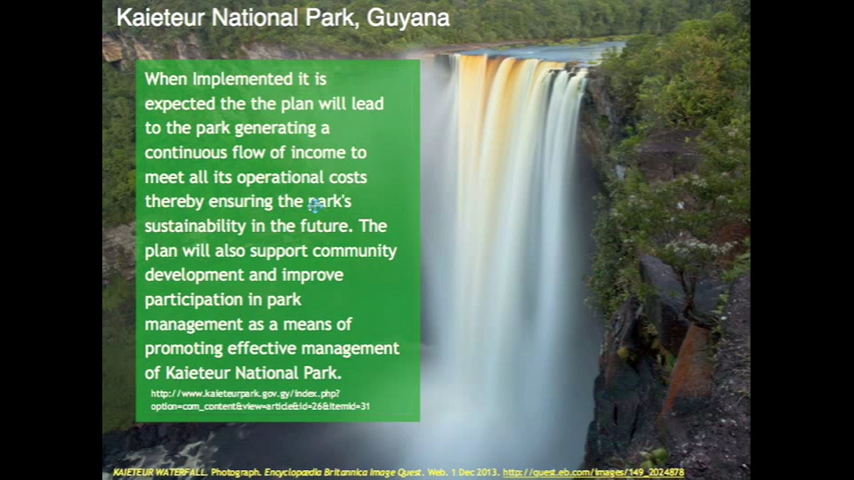 Kaieteur National Park, Guyana
When Implemented it is
expected the the plan will lead
to the park generating a
continuous flow of income to
meet all its operational costs
thereby ensuring the park's
sustainability in the future. The
plan will also support community
development and improve
participation in park
management as a means of
promoting effective management
of Kaieteur National Park.
http://www.kaieteurpark.gov.gy/index.php?
option=com_content&view=article&id=26&Itemid=31
KAIETEUR WATERFALL. Photograph. Encyclopædia Britannica Image Quest. Web. 1 Dec 2013. http://quest.eb.com/images/149_2024878